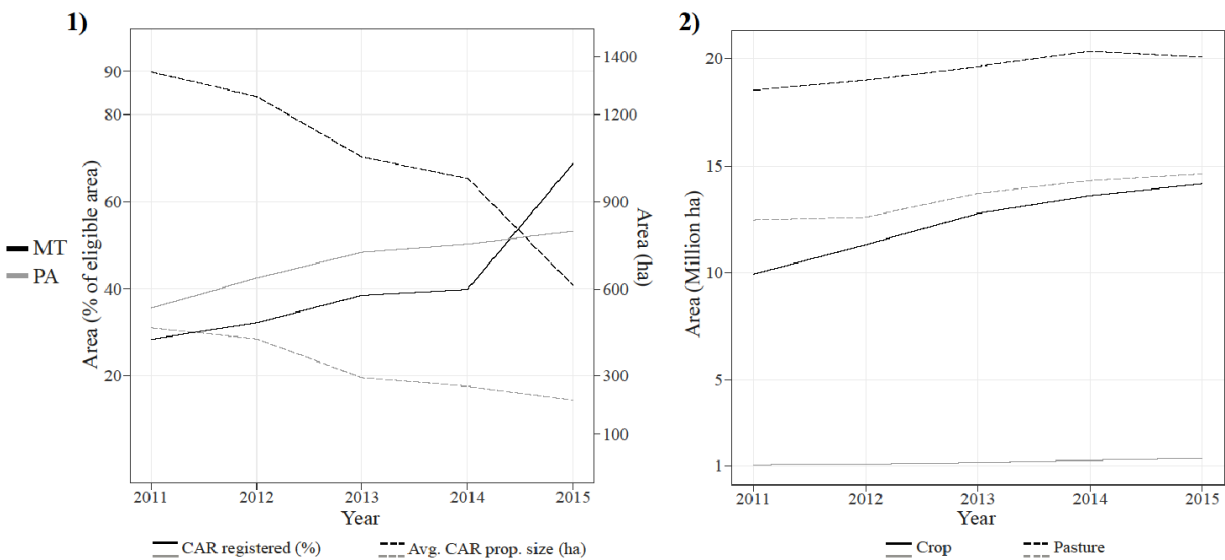 1)
Area (% of eligible area)
90
80
60
40
20
1400
1200
900
600
300
100
Area (ha)
MT
PA
2011 2012 2013 2014 2015
Year
CAR registered (%) Avg. CAR prop. size (ha)
2)
Area (Million ha)
20
15
10
5
1
2011 2012 2013 2014 2015
Year
Crop Pasture